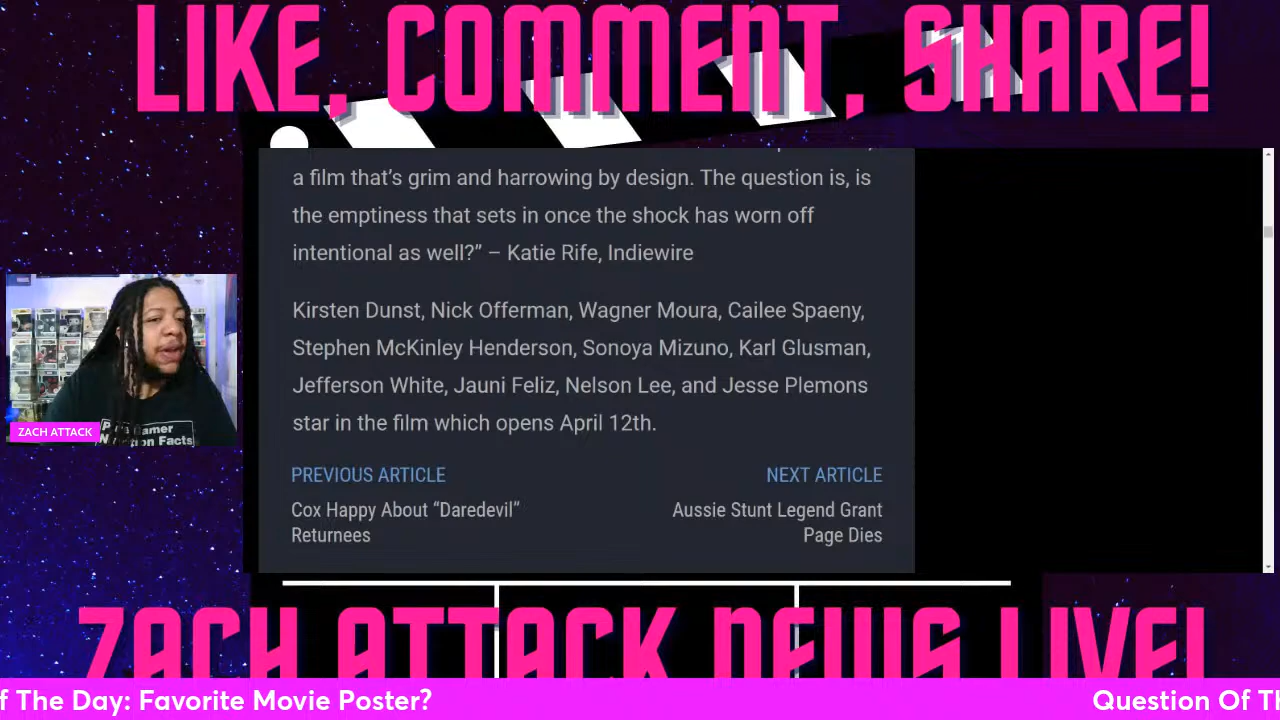 LIKE, COMMENT, SHARE!
a film that’s grim and harrowing by design. The question is, is
the emptiness that sets in once the shock has worn off
intentional as well?” – Katie Rife, Indiewire
Kirsten Dunst, Nick Offerman, Wagner Moura, Cailee Spaeny,
Stephen McKinley Henderson, Sonoya Mizuno, Karl Glusman,
Jefferson White, Jauni Feliz, Nelson Lee, and Jesse Plemons
star in the film which opens April 12th.
PREVIOUS ARTICLE
NEXT ARTICLE
Cox Happy About “Daredevil”
Returnees
Aussie Stunt Legend Grant
Page Dies
Gamer
Facts
ZACH ATTACK
ZACH ATTACK NEWS LIVE!
f The Day: Favorite Movie Poster?
Question Of Th